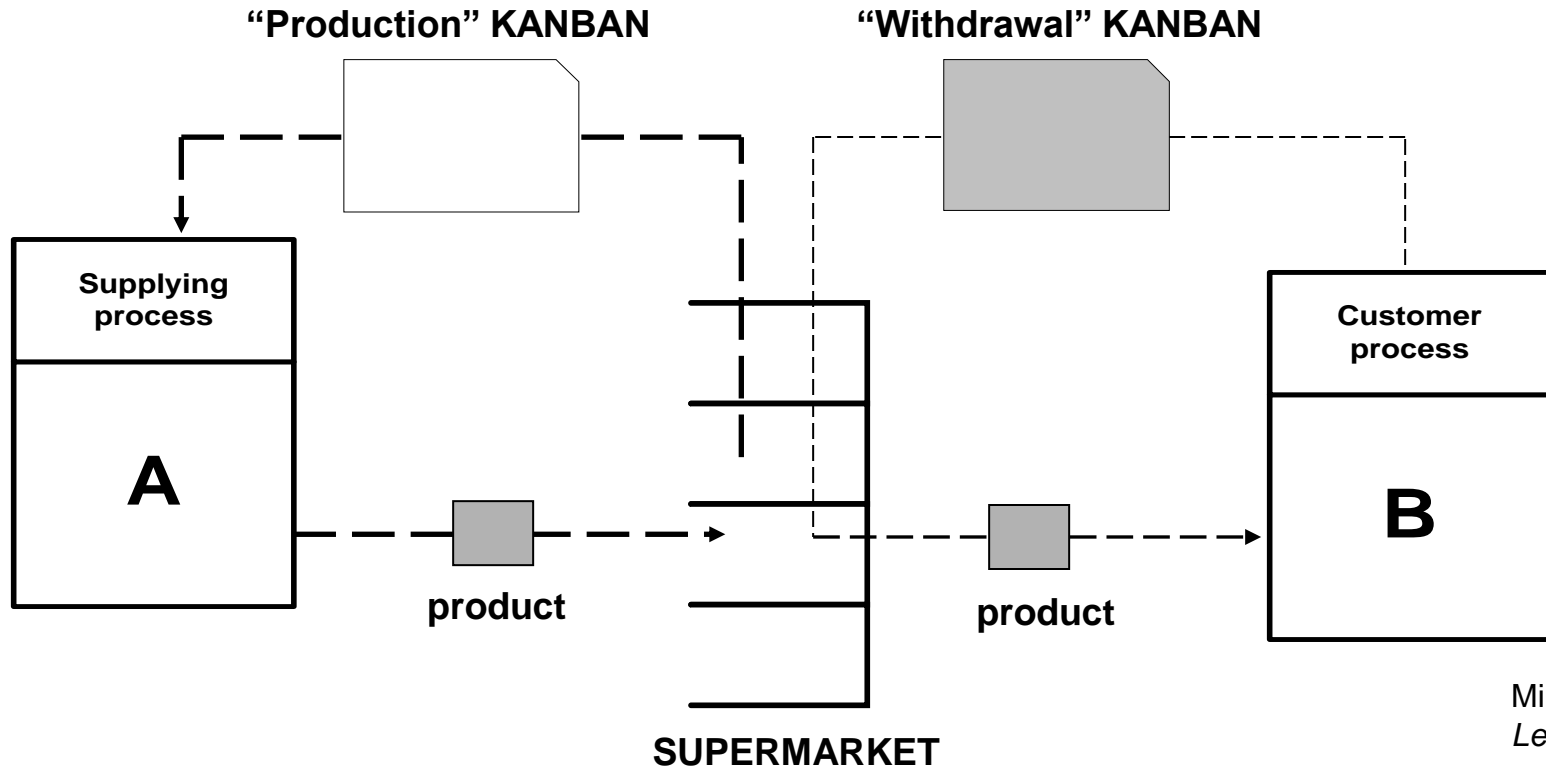 “Production” KANBAN
“Withdrawal” KANBAN
Supplying
process
Customer
process
A
B
product
product
SUPERMARKET